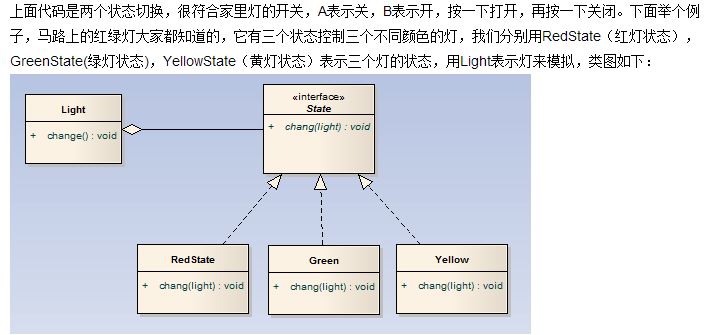 上面代码是两个状态切换，很符合家里灯的开关，A表示关，B表示开，按一下打开，再按一下关闭。下面举个例
子，马路上的红绿灯大家都知道的，它有三个状态控制三个不同颜色的灯，我们分别用RedState（红灯状态），
GreenState(绿灯状态)，YellowState（黄灯状态）表示三个灯的状态，用Light表示灯来模拟，类图如下：
«interface»
Light
State
+ change() : void
+ chang(light) : void
RedState
Green
Yellow
+ chang(light) : void
+ chang(light) : void
+ chang(light) : void